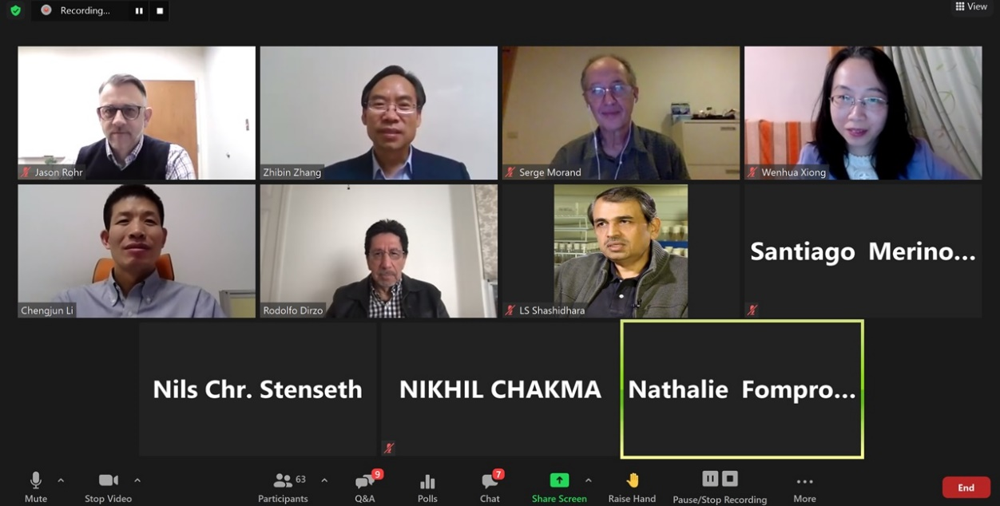 Recording...
View
Jason Rohr
Zhibin Zhang
Serge Morand
Wenhua Xiong
Chengjun Li
Rodolfo Dirzo
LS Shashidhara
Santiago Merino...
Nils Chr. Stenseth
NIKHIL CHAKMA
Nathalie Fompro...
63
9
7
Mute
Stop Video
Participants
Q&A
Polls
Chat
Share Screen
Raise Hand
Pause/Stop Recording
More
End